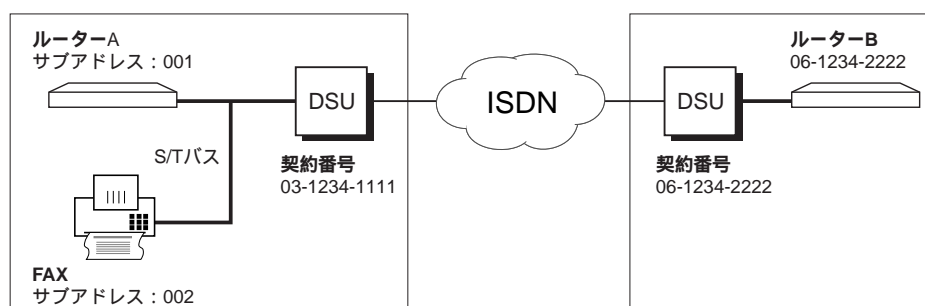 ルーターA
サブアドレス：001
DSU
契約番号
03-1234-1111
S/Tバス
FAX
サブアドレス：002
ISDN
DSU
契約番号
06-1234-2222
ルーターB
06-1234-2222